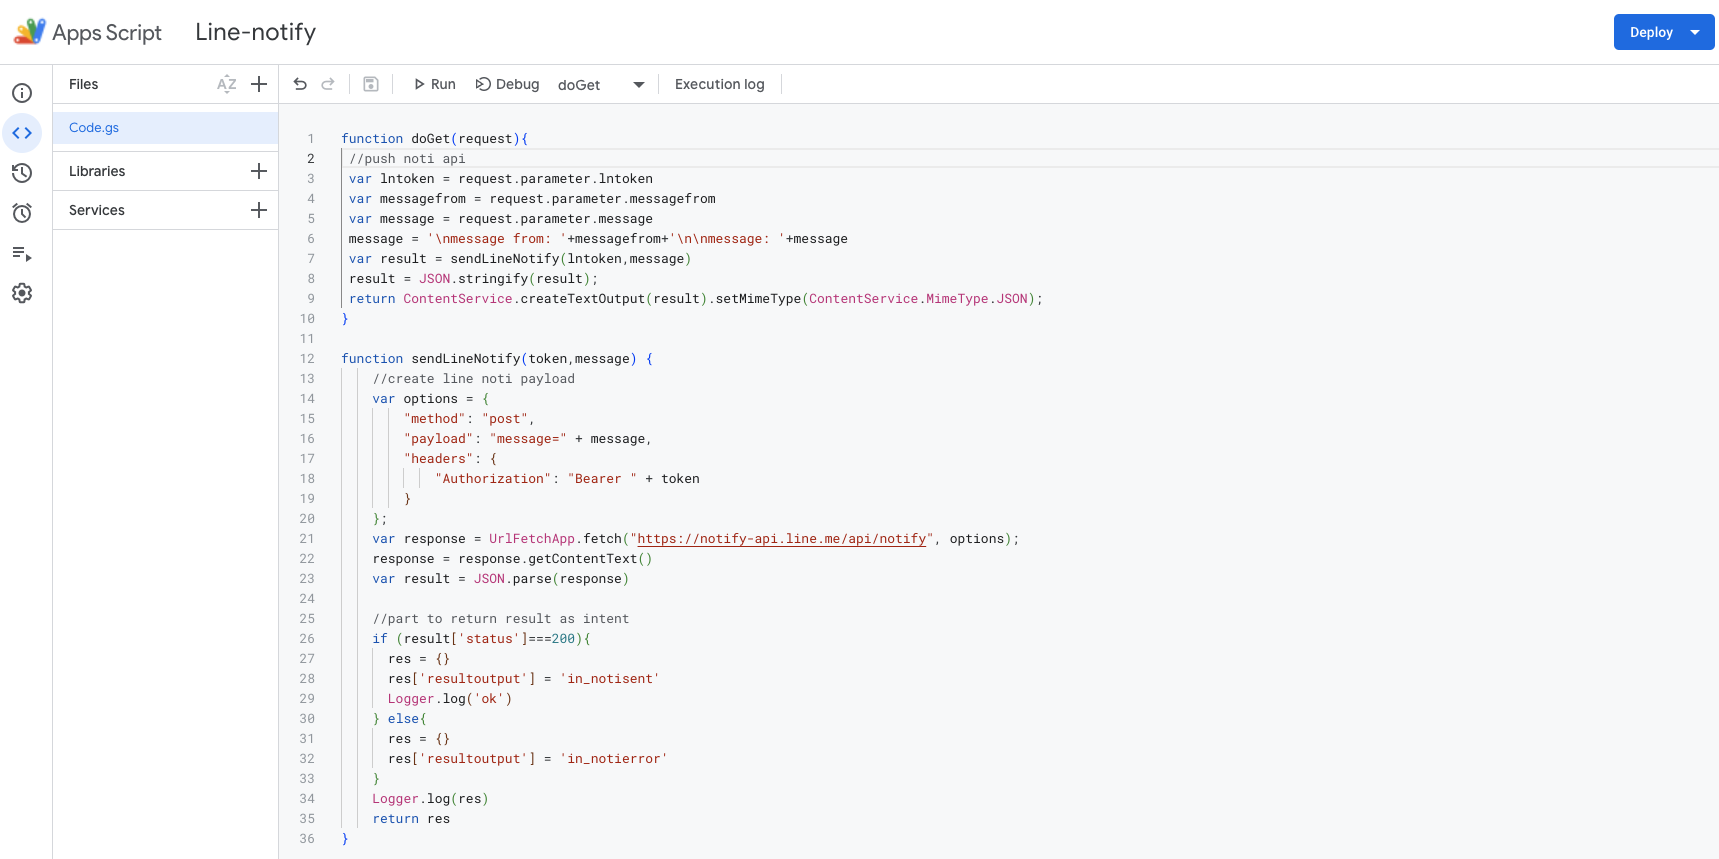 Apps Script Line-notify Deploy
Files AZ Run Debug doGet Execution log
Code.gs
Libraries
Services
1 function doGet(request){
2 //push noti api
3 var lntoken = request.parameter.lntoken
4 var messagefrom = request.parameter.messagefrom
5 var message = request.parameter.message
6 message = '\nmessage from: '+messagefrom+'\n\nmessage: '+message
7 var result = sendLineNotify(lntoken,message)
8 result = JSON.stringify(result);
9 return ContentService.createTextOutput(result).setMimeType(ContentService.MimeType.JSON);
10 }
11
12 function sendLineNotify(token,message) {
13 //create line noti payload
14 var options = {
15 "method": "post",
16 "payload": "message=" + message,
17 "headers": {
18 "Authorization": "Bearer " + token
19 }
20 };
21 var response = UrlFetchApp.fetch("https://notify-api.line.me/api/notify", options);
22 response = response.getContentText()
23 var result = JSON.parse(response)
24
25 //part to return result as intent
26 if (result['status']===200){
27 res = {}
28 res['resultoutput'] = 'in_notisent'
29 Logger.log('ok')
30 } else{
31 res = {}
32 res['resultoutput'] = 'in_notierror'
33 }
34 Logger.log(res)
35 return res
36 }